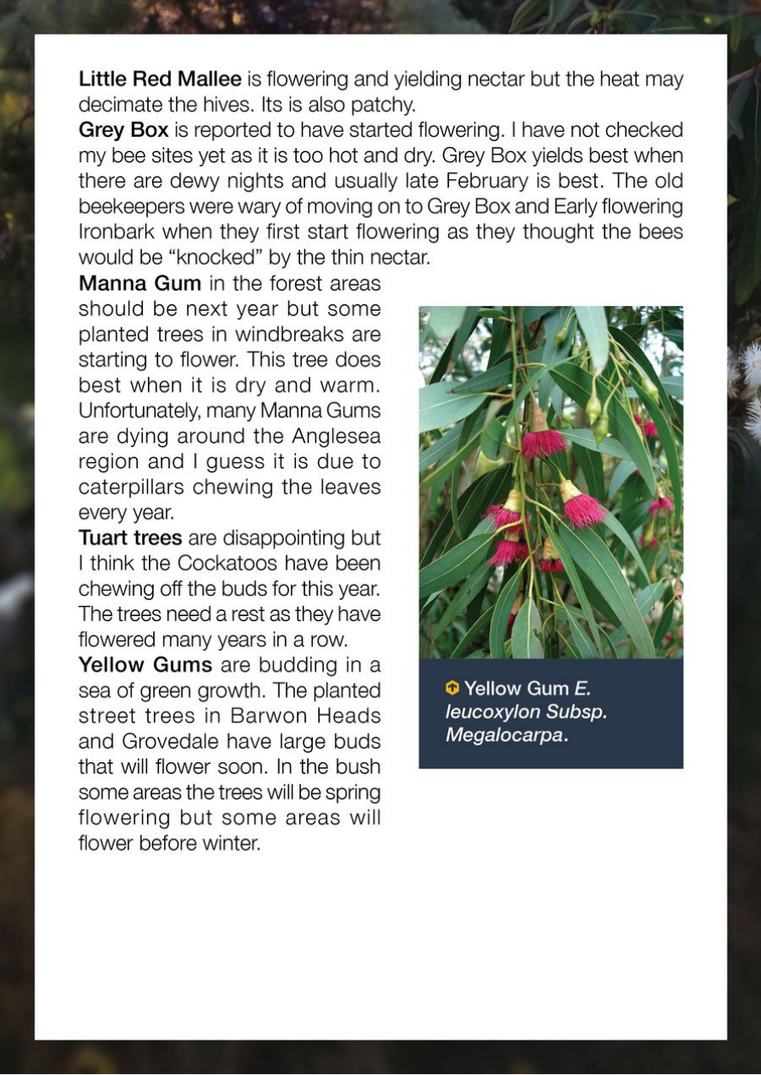 Little Red Mallee is flowering and yielding nectar but the heat may
decimate the hives. Its is also patchy.
Grey Box is reported to have started flowering. I have not checked
my bee sites yet as it is too hot and dry. Grey Box yields best when
there are dewy nights and usually late February is best. The old
beekeepers were wary of moving on to Grey Box and Early flowering
Ironbark when they first start flowering as they thought the bees
would be “knocked” by the thin nectar.
Manna Gum in the forest areas
should be next year but some
planted trees in windbreaks are
starting to flower. This tree does
best when it is dry and warm.
Unfortunately, many Manna Gums
are dying around the Anglesea
region and I guess it is due to
caterpillars chewing the leaves
every year.
Tuart trees are disappointing but
I think the Cockatoos have been
chewing off the buds for this year.
The trees need a rest as they have
flowered many years in a row.
Yellow Gums are budding in a
sea of green growth. The planted
street trees in Barwon Heads
and Grovedale have large buds
that will flower soon. In the bush
some areas the trees will be spring
flowering but some areas will
flower before winter.
Yellow Gum E.
leucoxylon Subsp.
Megalocarpa.